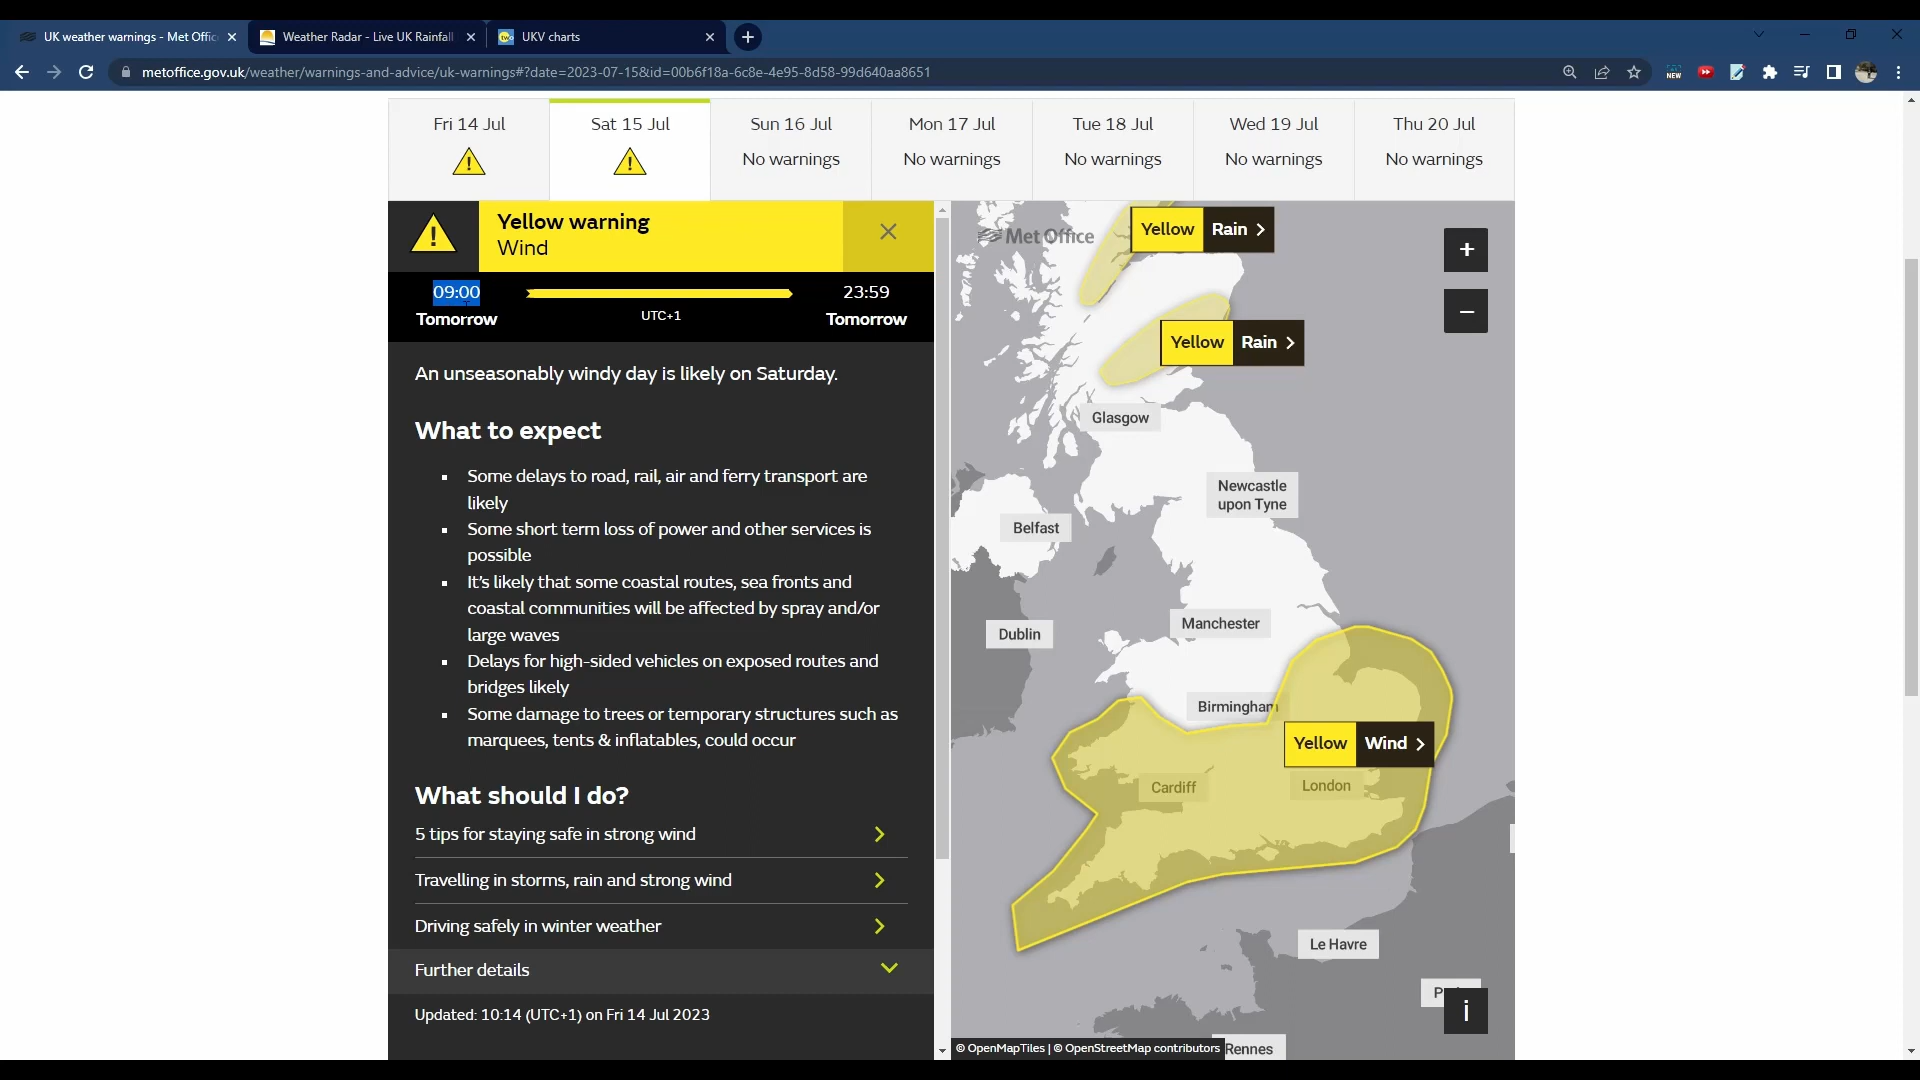 UK weather warnings - Met Offic
Weather Radar - Live UK Rainfall
UKV charts
metoffice.gov.uk/weather/warnings-and-advice/uk-warnings#?date=2023-07-15&id=00b6f18a-6c8e-4e95-8d58-99d640aa8651
NEW
Fri 14 Jul
Sat 15 Jul
Sun 16 Jul
Mon 17 Jul
Tue 18 Jul
Wed 19 Jul
Thu 20 Jul
No warnings
No warnings
No warnings
No warnings
No warnings
Yellow warning
Wind
09:00
Tomorrow
UTC+1
23:59
Tomorrow
An unseasonably windy day is likely on Saturday.
What to expect
Some delays to road, rail, air and ferry transport are
likely
Some short term loss of power and other services is
possible
It's likely that some coastal routes, sea fronts and
coastal communities will be affected by spray and/or
large waves
Delays for high-sided vehicles on exposed routes and
bridges likely
Some damage to trees or temporary structures such as
marquees, tents & inflatables, could occur
What should I do?
5 tips for staying safe in strong wind
Travelling in storms, rain and strong wind
Driving safely in winter weather
Further details
Updated: 10:14 (UTC+1) on Fri 14 Jul 2023
Met Office
Yellow Rain
Yellow Rain
Glasgow
Newcastle
upon Tyne
Belfast
Manchester
Dublin
Birmingham
Yellow Wind
Cardiff
London
Le Havre
Rennes
i
© OpenMapTiles | © OpenStreetMap contributors